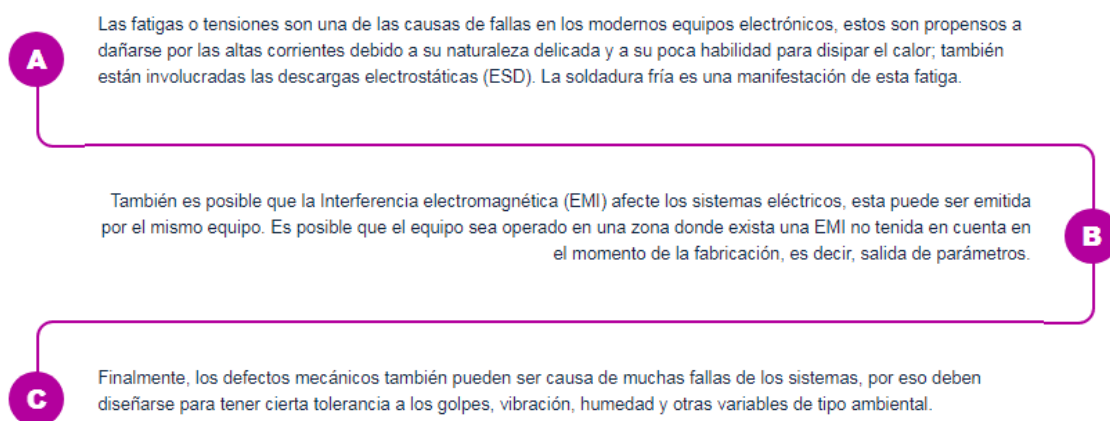 Las fatigas o tensiones son una de las causas de fallas en los modernos equipos electrónicos, estos son propensos a
dañarse por las altas corrientes debido a su naturaleza delicada y a su poca habilidad para disipar el calor; también
están involucradas las descargas electrostáticas (ESD). La soldadura fría es una manifestación de esta fatiga.
A
También es posible que la Interferencia electromagnética (EMI) afecte los sistemas eléctricos, esta puede ser emitida
por el mismo equipo. Es posible que el equipo sea operado en una zona donde exista una EMI no tenida en cuenta en
el momento de la fabricación, es decir, salida de parámetros.
B
Finalmente, los defectos mecánicos también pueden ser causa de muchas fallas de los sistemas, por eso deben
diseñarse para tener cierta tolerancia a los golpes, vibración, humedad y otras variables de tipo ambiental.
C